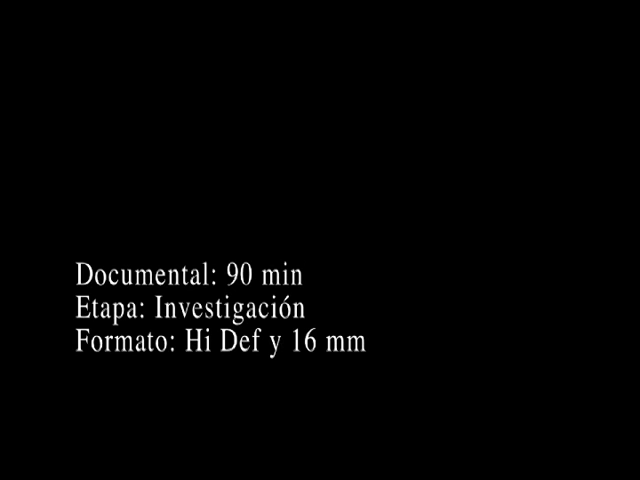 Documental: 90 min
Etapa: Investigación
Formato: Hi Def y 16 mm